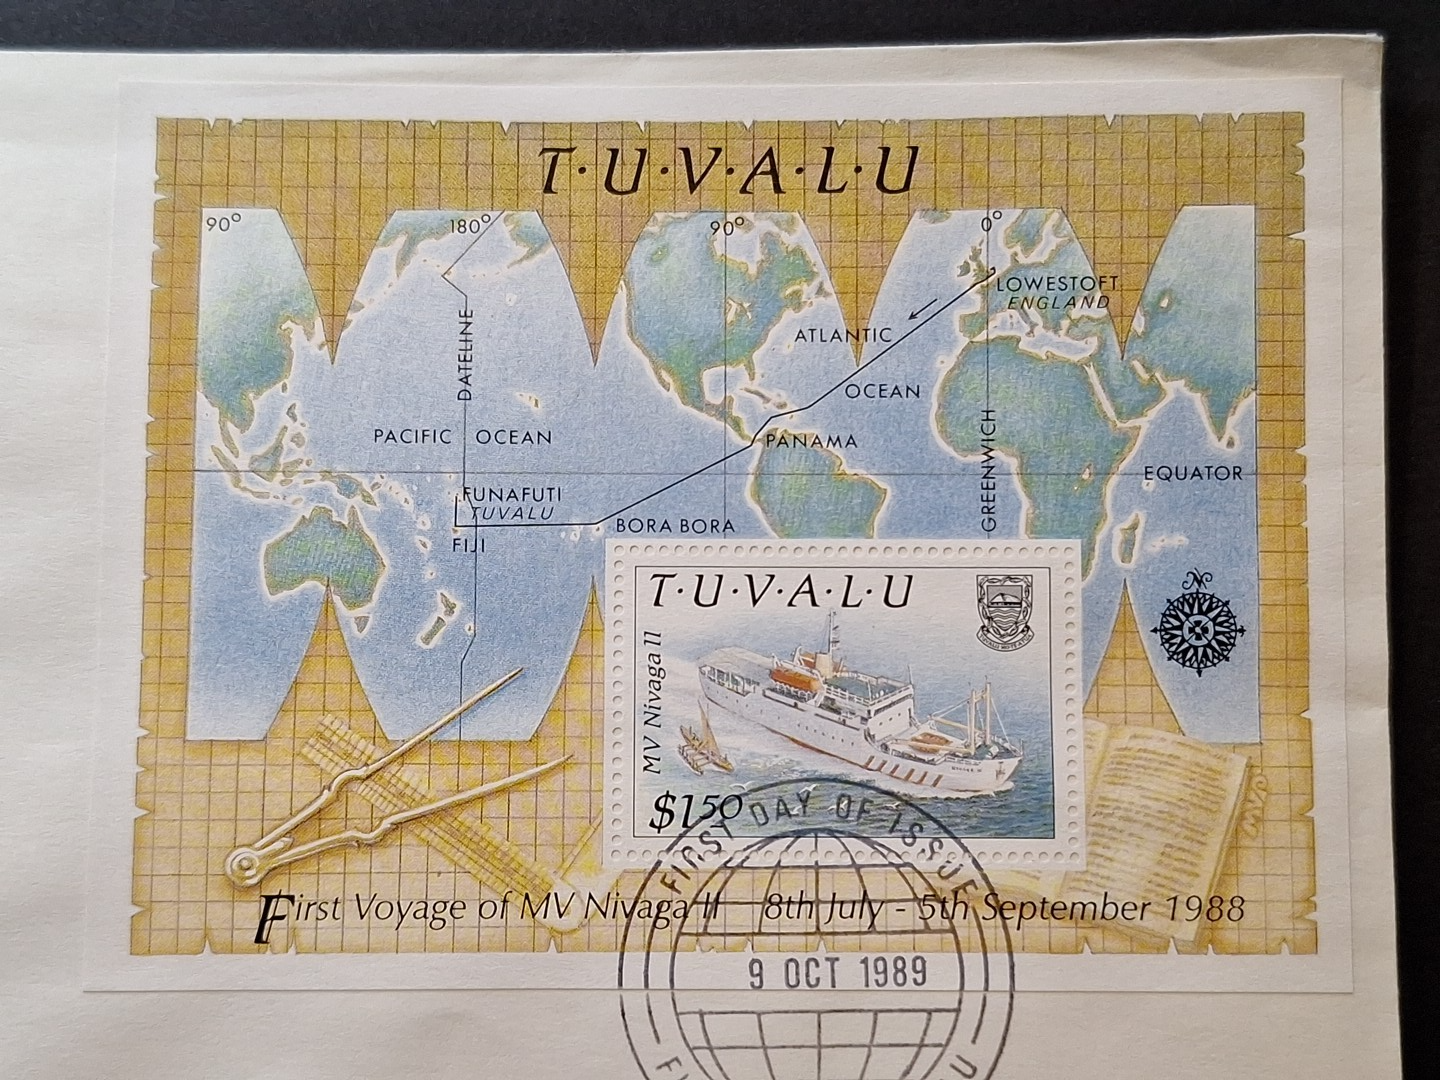 T·U·V·A·L·U
90° 180° 90° 0°
LOWESTOFT
ENGLAND
DATELINE
ATLANTIC
OCEAN
PACIFIC OCEAN
PANAMA
GREENWICH
EQUATOR
FUNAFUTI
TUVALU
BORA BORA
FIJI
N
T·U·V·A·L·U
MV Nivaga II
$1.50
First Voyage of MV Nivaga II 8th July - 5th September 1988
FIRST DAY OF ISSUE
9 OCT 1989